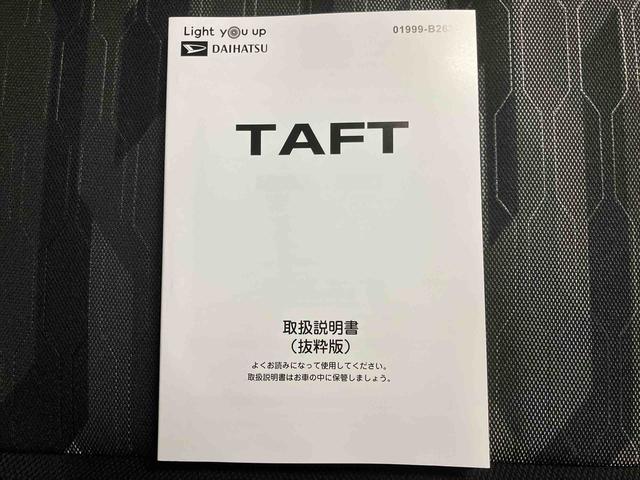 Light you up
DAIHATSU
TAFT
取扱説明書
（抜粋版）
よくお読みになって使用してください。
取扱説明書はお車の中に保管しましょう。